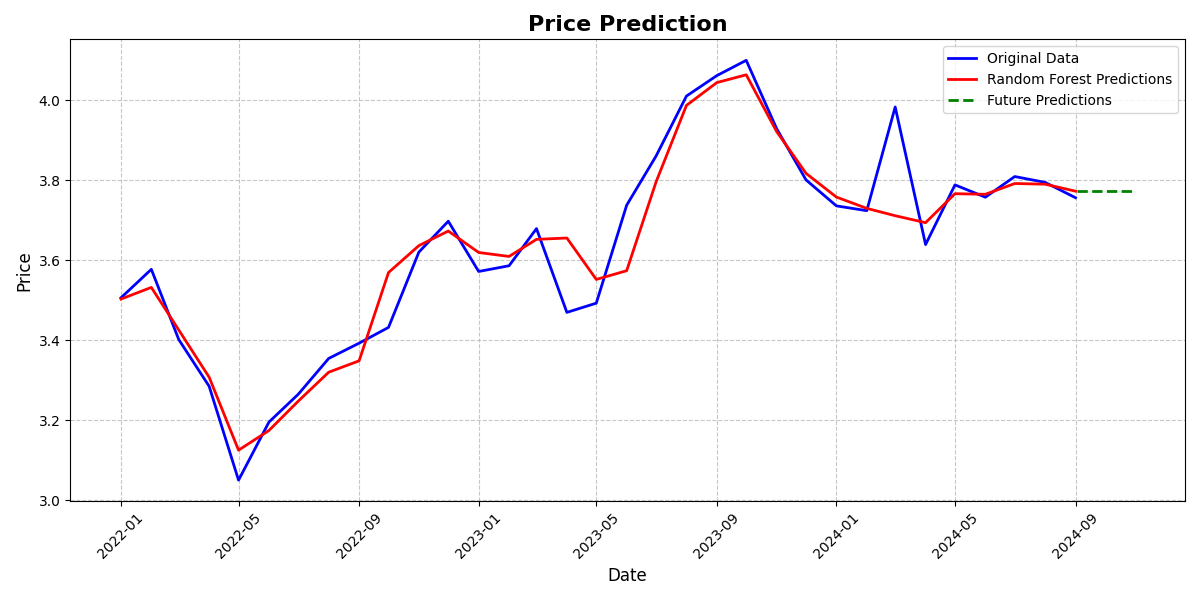 Price Prediction
Original Data
Random Forest Predictions
Future Predictions
Price
4.0
3.8
3.6
3.4
3.2
3.0
2022-01
2022-05
2022-09
2023-01
2023-05
2023-09
2024-01
2024-05
2024-09
Date